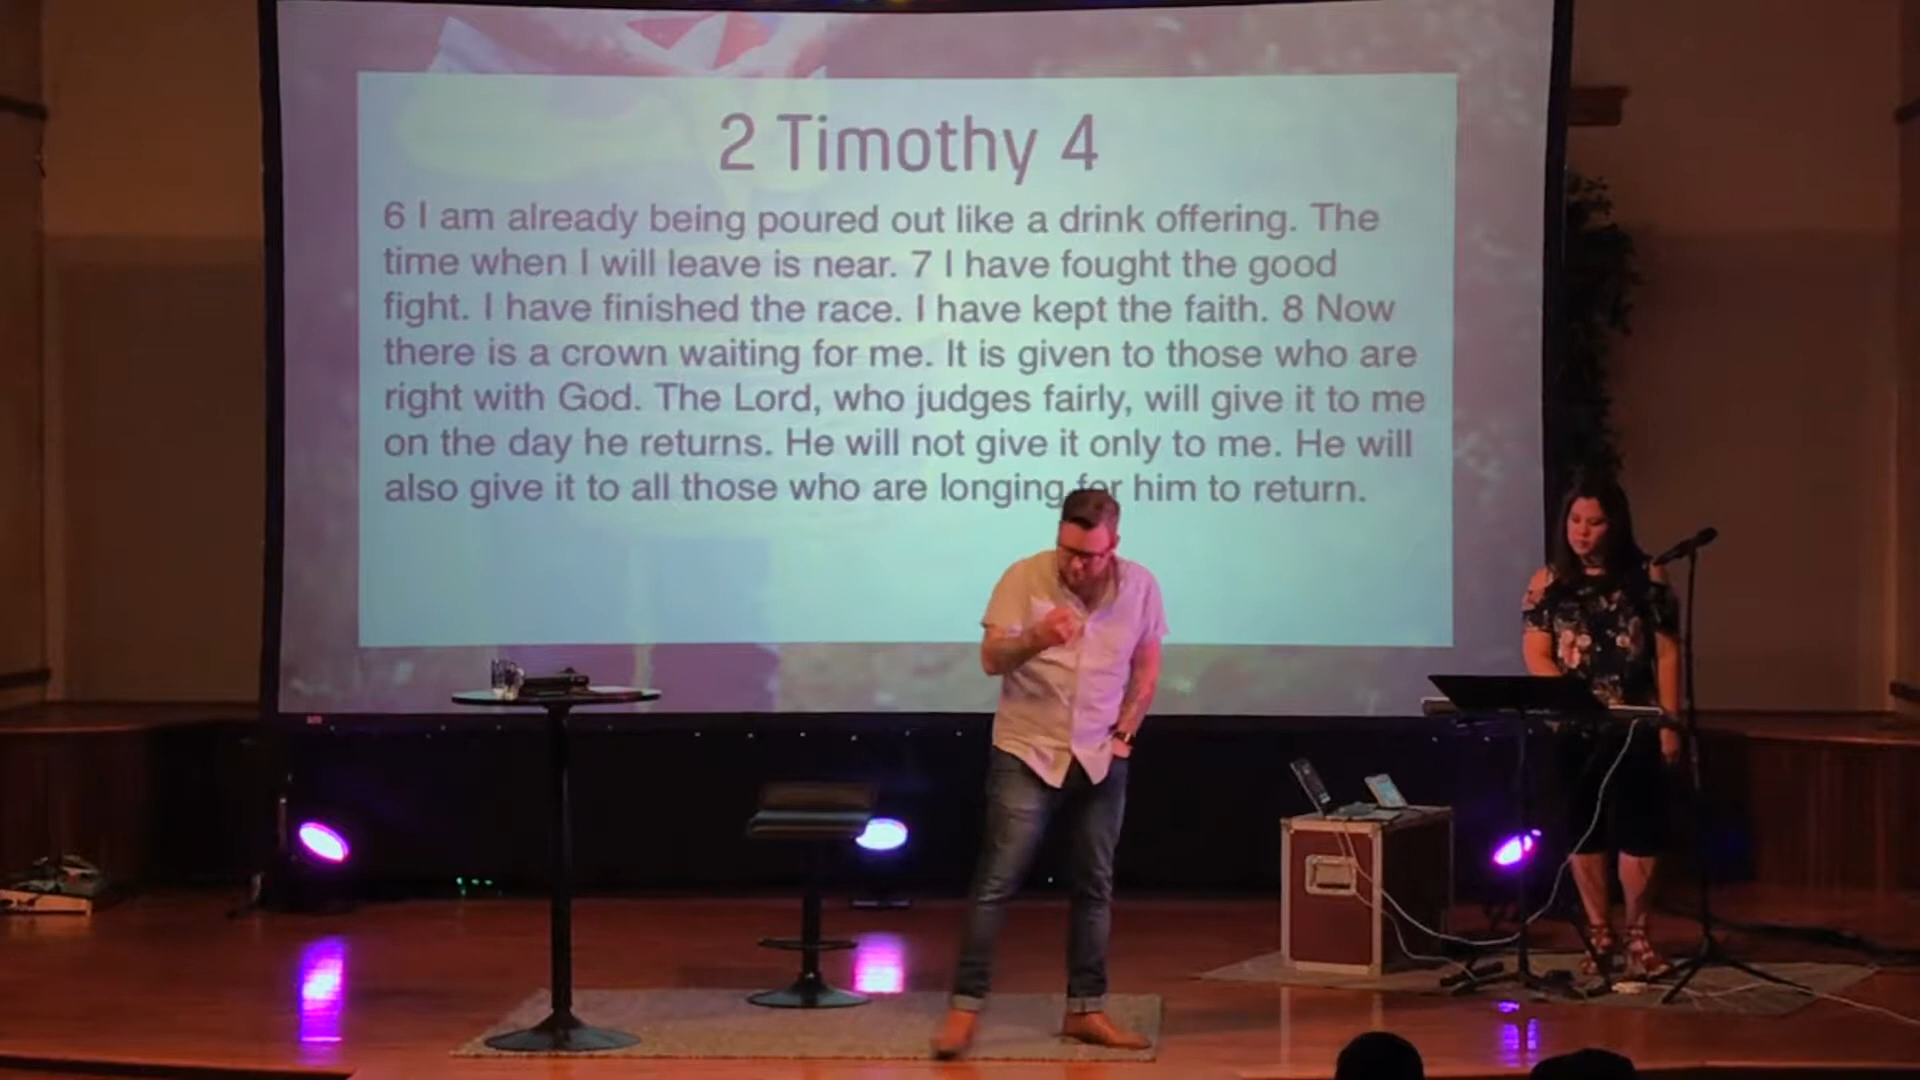 2 Timothy 4
6 I am already being poured out like a drink offering. The
time when I will leave is near. 7 I have fought the good
fight. I have finished the race. I have kept the faith. 8 Now
there is a crown waiting for me. It is given to those who are
right with God. The Lord, who judges fairly, will give it to me
on the day he returns. He will not give it only to me. He will
also give it to all those who are longing for him to return.